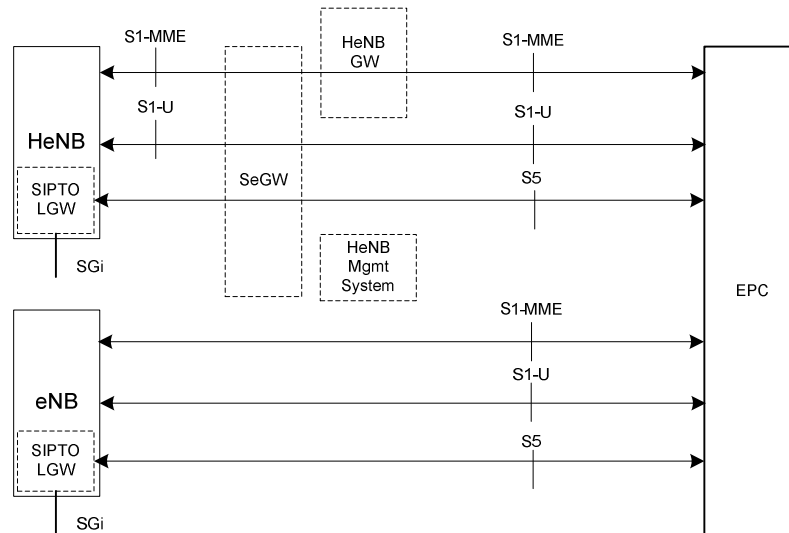 S1-MME
HeNB
GW
S1-MME
S1-U
S1-U
HeNB
SeGW
S5
SIPTO
LGW
HeNB
Mgmt
System
SGi
EPC
S1-MME
S1-U
eNB
S5
SIPTO
LGW
SGi